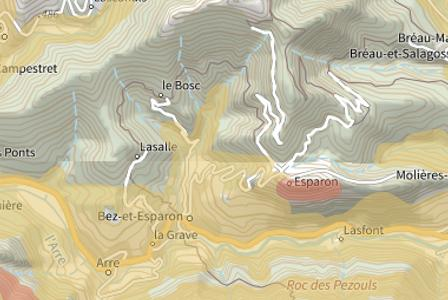 Bréau-Ma
Bréau-et-Salagoss
Campestret
le Bosc
Lasalle
s Ponts
Esparon
Molières-
ière
Bez-et-Esparon
la Grave
Lasfont
l'Arre
Arre
Roc des Pezouls